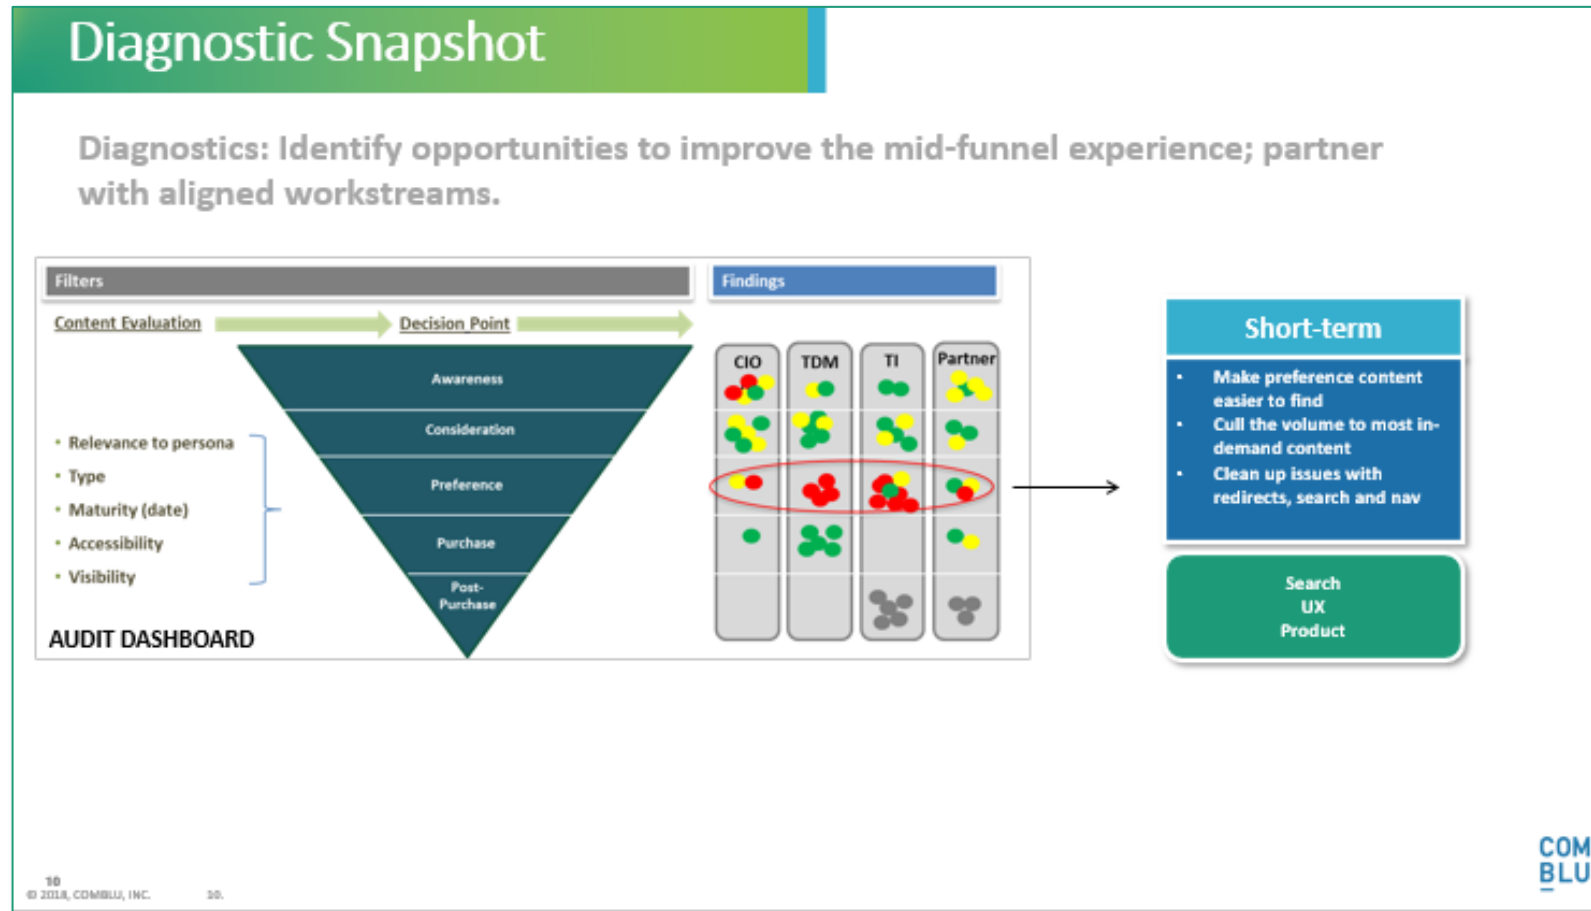 Diagnostic Snapshot
Diagnostics: Identify opportunities to improve the mid-funnel experience; partner
with aligned workstreams.
Filters
Findings
Content Evaluation
Decision Point
CIO
TDM
TI
Partner
Awareness
Consideration
Preference
Purchase
Post-
Purchase
• Relevance to persona
• Type
• Maturity (date)
• Accessibility
• Visibility
AUDIT DASHBOARD
Short-term
• Make preference content
easier to find
• Cull the volume to most in-
demand content
• Clean up issues with
redirects, search and nav
Search
UX
Product
10
© 2018, COMBLU, INC.
10.
COM
BLU